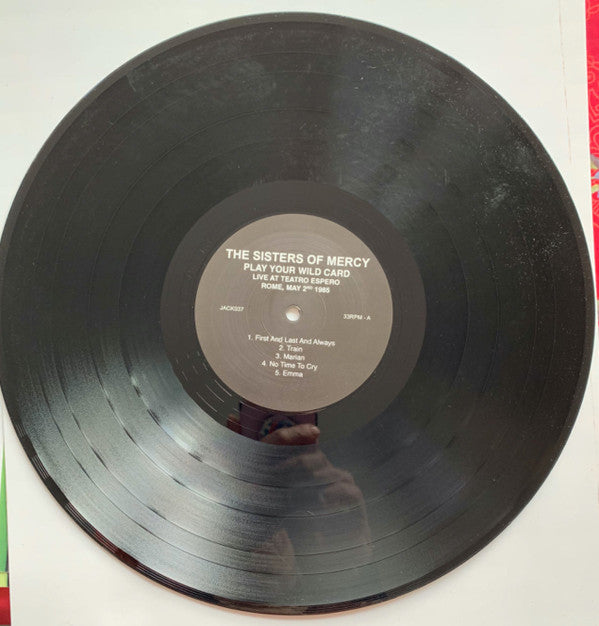 THE SISTERS OF MERCY
PLAY YOUR WILD CARD
LIVE AT TEATRO ESPERO
ROME, MAY 2ND 1985
JACK037 33RPM - A
1. First And Last And Always
2. Train
3. Marian
4. No Time To Cry
5. Emma